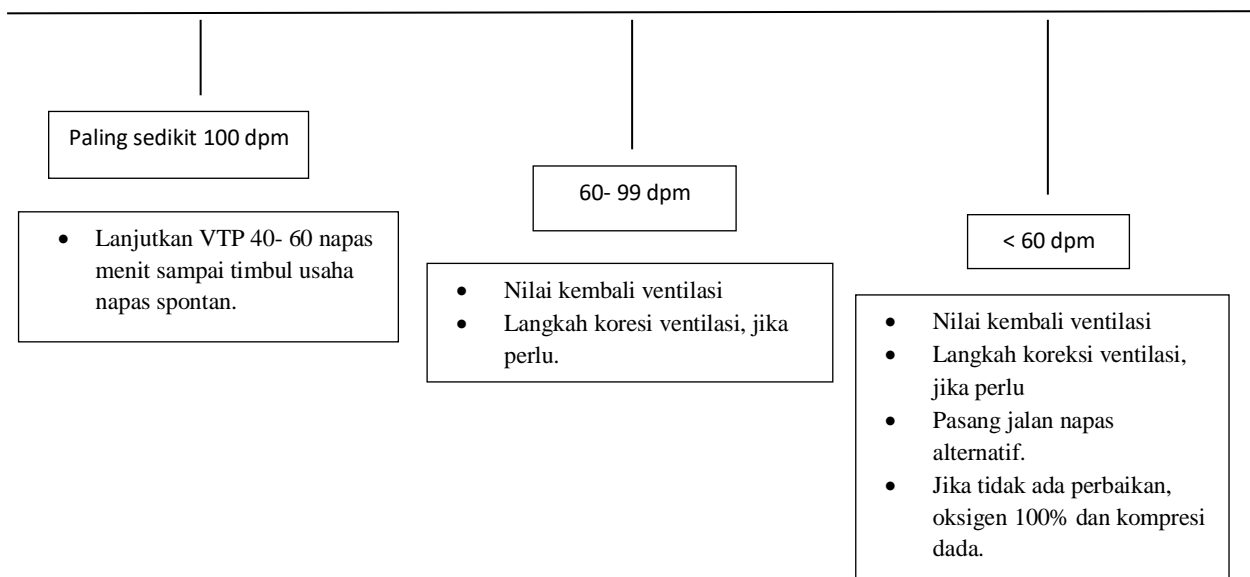 Paling sedikit 100 dpm
• Lanjutkan VTP 40- 60 napas
menit sampai timbul usaha
napas spontan.
60- 99 dpm
• Nilai kembali ventilasi
• Langkah koresi ventilasi, jika
perlu.
< 60 dpm
• Nilai kembali ventilasi
• Langkah koreksi ventilasi,
jika perlu
• Pasang jalan napas
alternatif.
• Jika tidak ada perbaikan,
oksigen 100% dan kompresi
dada.